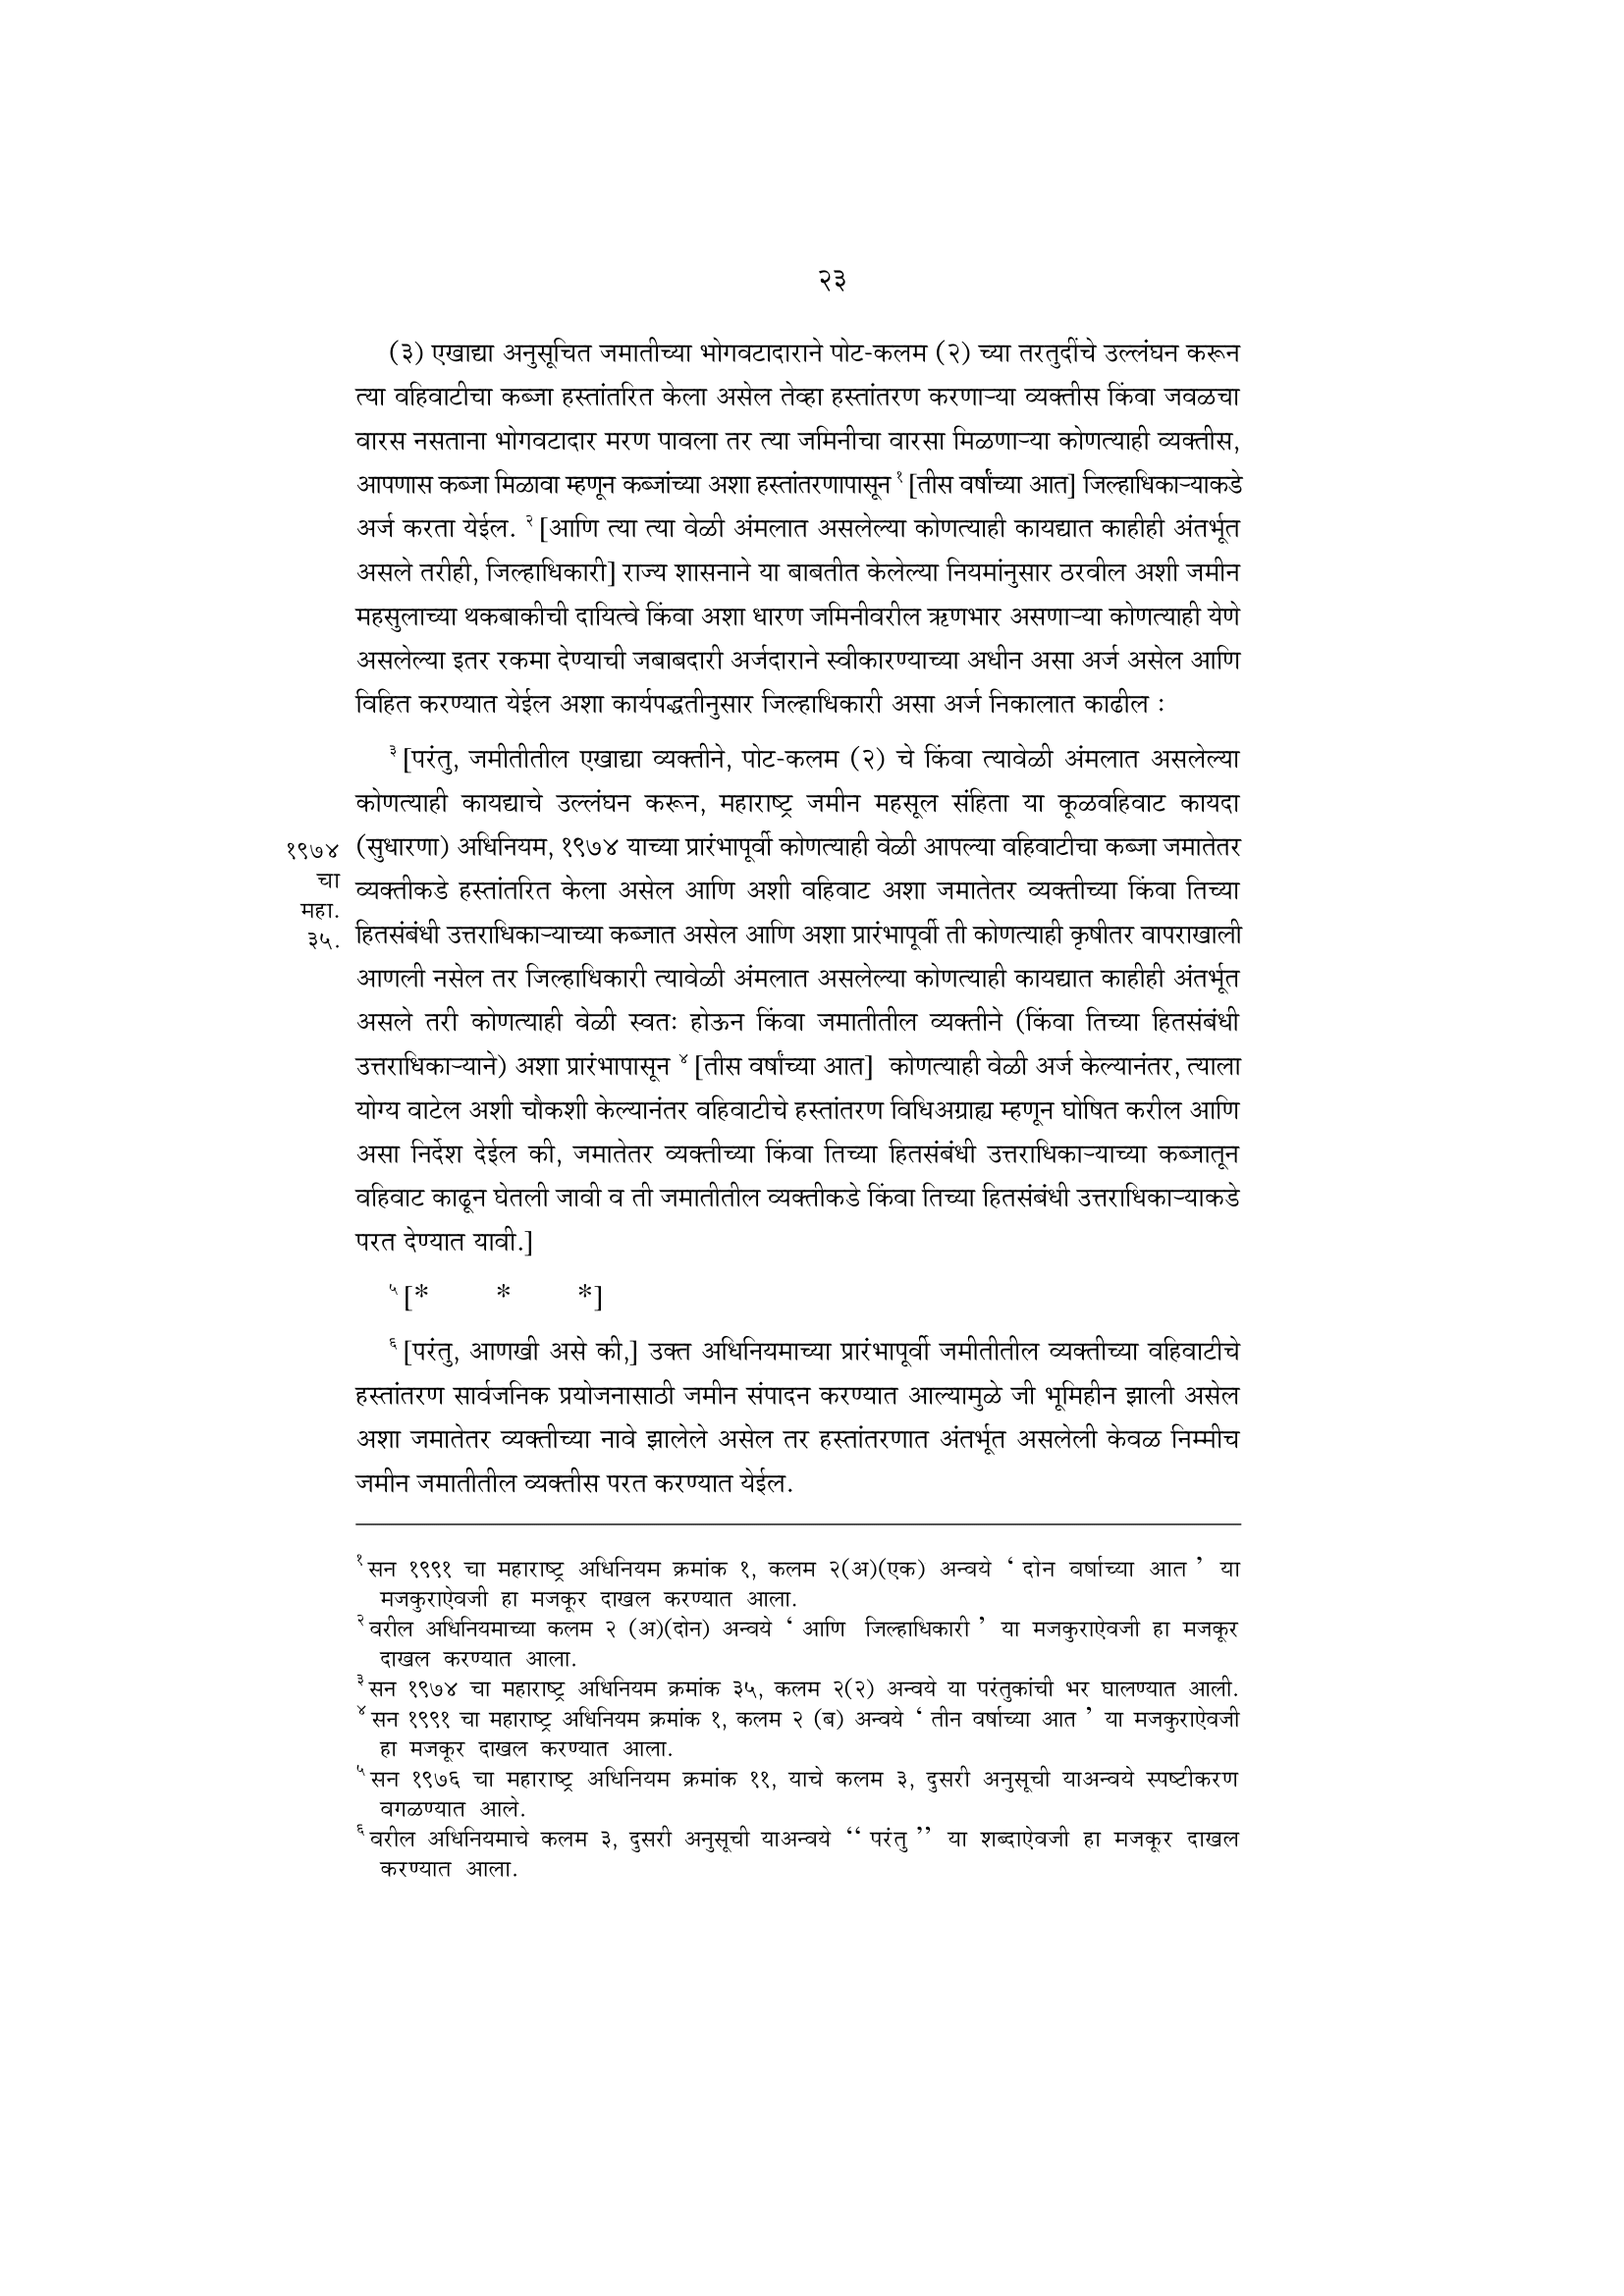 २३
(३) एखाद्या अनुसूचित जमातीच्या भोगवटादाराने पोट-कलम (२) च्या तरतुदींचे उल्लंघन करून
त्या वहिवाटीचा कब्जा हस्तांतरित केला असेल तेव्हा हस्तांतरण करणाऱ्या व्यक्तीस किंवा जवळचा
वारस नसताना भोगवटादार मरण पावला तर त्या जमिनीचा वारसा मिळणाऱ्या कोणत्याही व्यक्तीस,
आपणास कब्जा मिळावा म्हणून कब्जांच्या अशा हस्तांतरणापासून १ [तीस वर्षांच्या आत] जिल्हाधिकाऱ्याकडे
अर्ज करता येईल. २ [आणि त्या त्या वेळी अंमलात असलेल्या कोणत्याही कायद्यात काहीही अंतर्भूत
असले तरीही, जिल्हाधिकारी] राज्य शासनाने या बाबतीत केलेल्या नियमांनुसार ठरवील अशी जमीन
महसुलाच्या थकबाकीची दायित्वे किंवा अशा धारण जमिनीवरील ऋणभार असणाऱ्या कोणत्याही येणे
असलेल्या इतर रकमा देण्याची जबाबदारी अर्जदाराने स्वीकारण्याच्या अधीन असा अर्ज असेल आणि
विहित करण्यात येईल अशा कार्यपद्धतीनुसार जिल्हाधिकारी असा अर्ज निकालात काढील :
३ [परंतु, जमीतीतील एखाद्या व्यक्तीने, पोट-कलम (२) चे किंवा त्यावेळी अंमलात असलेल्या
कोणत्याही कायद्याचे उल्लंघन करून, महाराष्ट्र जमीन महसूल संहिता या कूळवहिवाट कायदा
१९७४ चा महा. ३५.
(सुधारणा) अधिनियम, १९७४ याच्या प्रारंभापूर्वी कोणत्याही वेळी आपल्या वहिवाटीचा कब्जा जमातेतर
व्यक्तीकडे हस्तांतरित केला असेल आणि अशी वहिवाट अशा जमातेतर व्यक्तीच्या किंवा तिच्या
हितसंबंधी उत्तराधिकाऱ्याच्या कब्जात असेल आणि अशा प्रारंभापूर्वी ती कोणत्याही कृषीतर वापराखाली
आणली नसेल तर जिल्हाधिकारी त्यावेळी अंमलात असलेल्या कोणत्याही कायद्यात काहीही अंतर्भूत
असले तरी कोणत्याही वेळी स्वतः होऊन किंवा जमातीतील व्यक्तीने (किंवा तिच्या हितसंबंधी
उत्तराधिकाऱ्याने) अशा प्रारंभापासून ४ [तीस वर्षांच्या आत] कोणत्याही वेळी अर्ज केल्यानंतर, त्याला
योग्य वाटेल अशी चौकशी केल्यानंतर वहिवाटीचे हस्तांतरण विधिअग्राह्य म्हणून घोषित करील आणि
असा निर्देश देईल की, जमातेतर व्यक्तीच्या किंवा तिच्या हितसंबंधी उत्तराधिकाऱ्याच्या कब्जातून
वहिवाट काढून घेतली जावी व ती जमातीतील व्यक्तीकडे किंवा तिच्या हितसंबंधी उत्तराधिकाऱ्याकडे
परत देण्यात यावी.]
५ [* * *]
६ [परंतु, आणखी असे की,] उक्त अधिनियमाच्या प्रारंभापूर्वी जमीतीतील व्यक्तीच्या वहिवाटीचे
हस्तांतरण सार्वजनिक प्रयोजनासाठी जमीन संपादन करण्यात आल्यामुळे जी भूमिहीन झाली असेल
अशा जमातेतर व्यक्तीच्या नावे झालेले असेल तर हस्तांतरणात अंतर्भूत असलेली केवळ निम्मीच
जमीन जमातीतील व्यक्तीस परत करण्यात येईल.
१ सन १९९१ चा महाराष्ट्र अधिनियम क्रमांक १, कलम २(अ)(एक) अन्वये ‘ दोन वर्षाच्या आत ’ या
मजकुराऐवजी हा मजकूर दाखल करण्यात आला.
२ वरील अधिनियमाच्या कलम २ (अ)(दोन) अन्वये ‘ आणि जिल्हाधिकारी ’ या मजकुराऐवजी हा मजकूर
दाखल करण्यात आला.
३ सन १९७४ चा महाराष्ट्र अधिनियम क्रमांक ३५, कलम २(२) अन्वये या परंतुकांची भर घालण्यात आली.
४ सन १९९१ चा महाराष्ट्र अधिनियम क्रमांक १, कलम २ (ब) अन्वये ‘ तीन वर्षाच्या आत ’ या मजकुराऐवजी
हा मजकूर दाखल करण्यात आला.
५ सन १९७६ चा महाराष्ट्र अधिनियम क्रमांक ११, याचे कलम ३, दुसरी अनुसूची याअन्वये स्पष्टीकरण
वगळण्यात आले.
६ वरील अधिनियमाचे कलम ३, दुसरी अनुसूची याअन्वये ‘‘ परंतु ’’ या शब्दाऐवजी हा मजकूर दाखल
करण्यात आला.